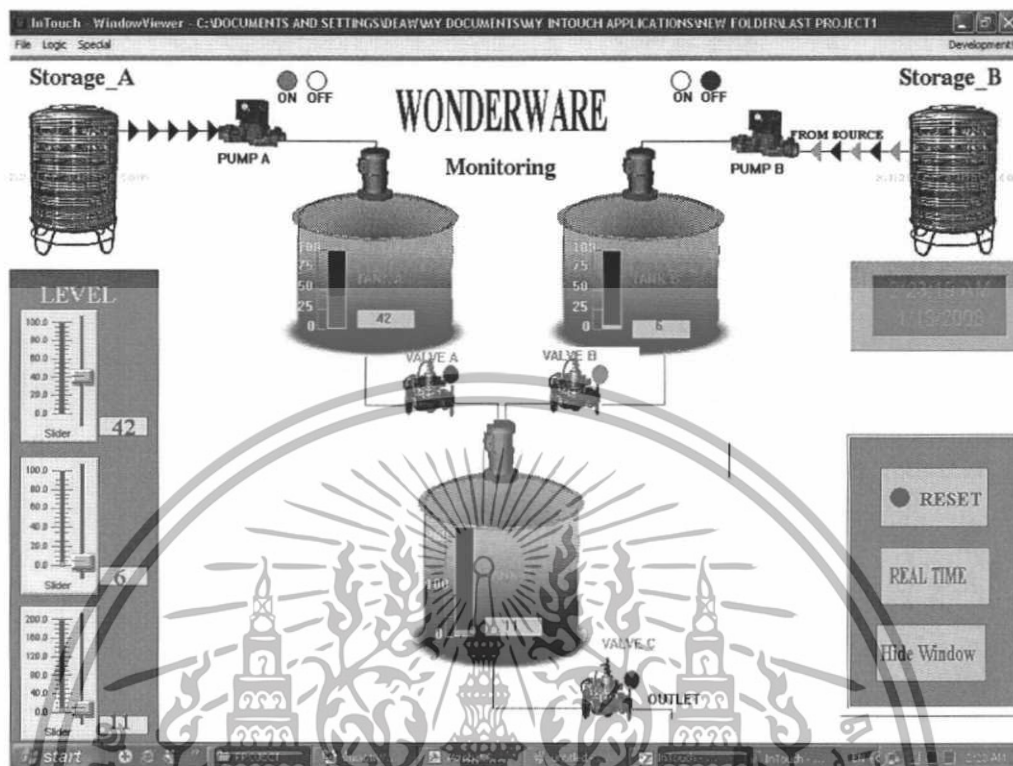 InTouch - WindowViewer - C:\DOCUMENTS AND SETTINGS\DEAW\MY DOCUMENTS\MY INTOUCH APPLICATIONS\NEW FOLDER\LAST PROJECT1
File Logic Special
Development!
Storage_A
ON OFF
WONDERWARE
Monitoring
ON OFF
Storage_B
PUMP A
PUMP B
FROM SOURCE
100
75
50
25
0
TANK A
42
100
75
50
25
0
TANK B
6
VALVE A
VALVE B
LEVEL
100.0
80.0
60.0
40.0
20.0
0.0
Slider
42
100.0
80.0
60.0
40.0
20.0
0.0
Slider
6
200.0
160.0
120.0
80.0
40.0
0.0
Slider
11
100
0
11
VALVE C
OUTLET
RESET
REAL TIME
Hide Window
start
PROJECT
InTouch -